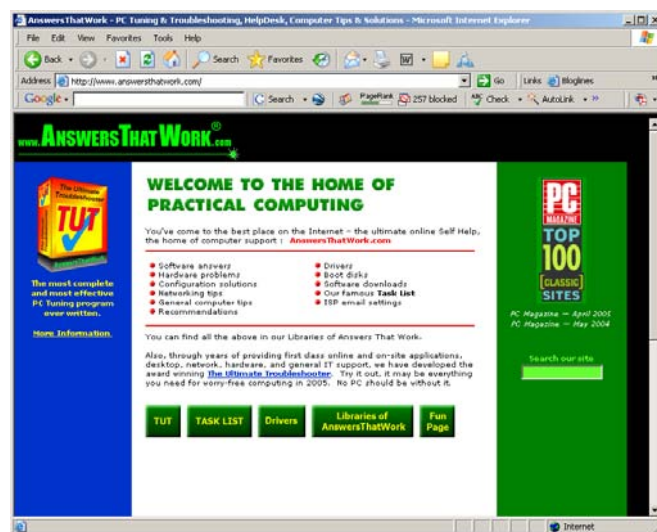 AnswersThatWork - PC Tuning & Troubleshooting, HelpDesk, Computer Tips & Solutions - Microsoft Internet Explorer
File Edit View Favorites Tools Help
Back Search Favorites
Address http://www.answersthatwork.com/ Go Links Bloglines
Google Search PageRank 257 blocked Check AutoLink
www.ANSWERSTHATWORK®.com
The Ultimate Troubleshooter
TUT
AnswersThatWork
The most complete
and most effective
PC Tuning program
ever written.
More Information.
WELCOME TO THE HOME OF
PRACTICAL COMPUTING
You've come to the best place on the Internet - the ultimate online Self Help,
the home of computer support : AnswersThatWork.com
Software answers
Hardware problems
Configuration solutions
Networking tips
General computer tips
Recommendations
Drivers
Boot disks
Software downloads
Our famous Task List
ISP email settings
You can find all the above in our Libraries of Answers That Work.
Also, through years of providing first class online and on-site applications,
desktop, network, hardware, and general IT support, we have developed the
award winning The Ultimate Troubleshooter. Try it out, it may be everything
you need for worry-free computing in 2005. No PC should be without it.
TUT
TASK LIST
Drivers
Libraries of
AnswersThatWork
Fun
Page
PC
MAGAZINE
TOP
100
[CLASSIC]
SITES
PC Magazine — April 2005
PC Magazine — May 2004
Search our site
Internet